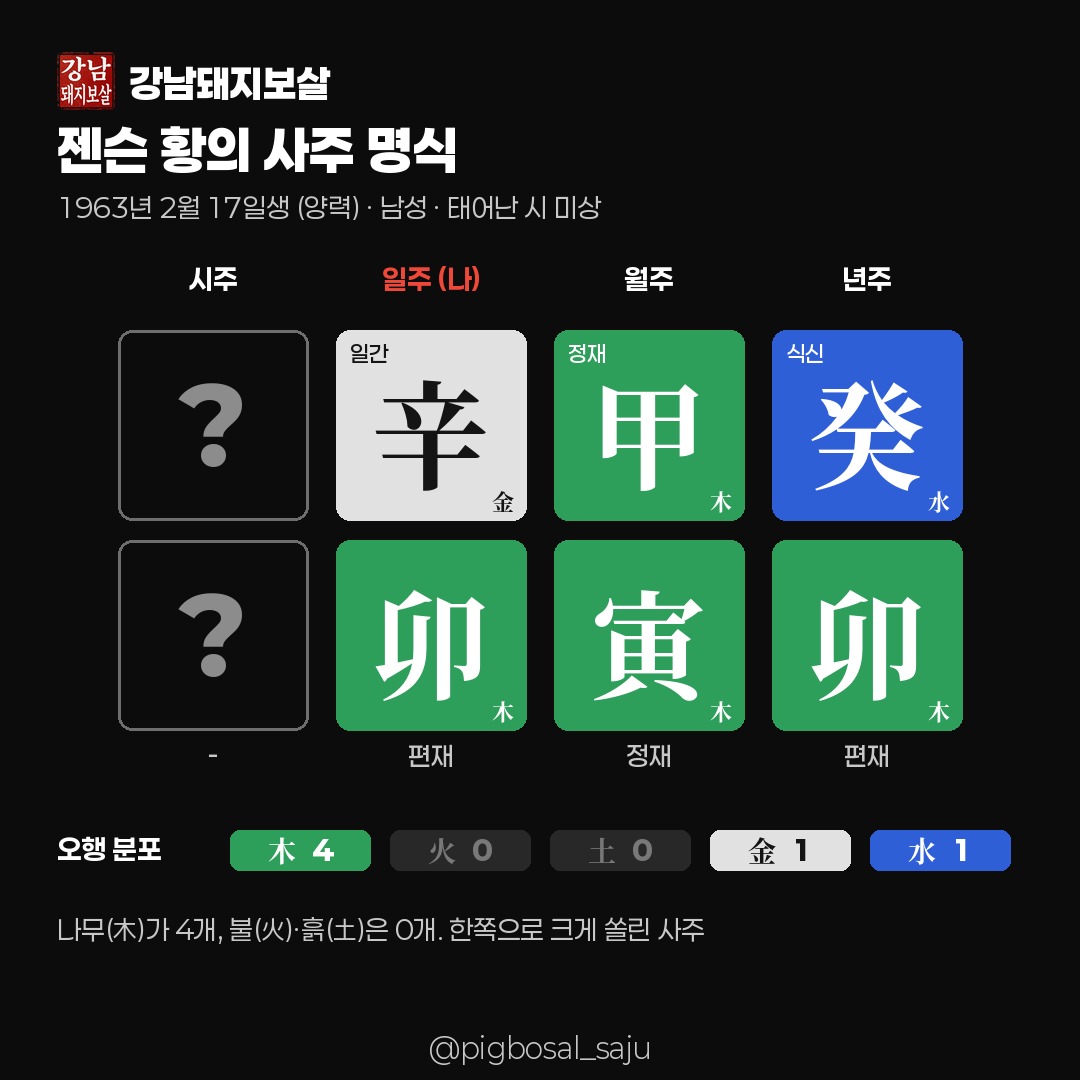 강남
돼지보살
강남돼지보살
젠슨 황의 사주 명식
1963년 2월 17일생 (양력) · 남성 · 태어난 시 미상
시주 일주 (나) 월주 년주
? 일간 辛 金 정재 甲 木 식신 癸 水
? 卯 木 寅 木 卯 木
- 편재 정재 편재
오행 분포 木 4 火 0 土 0 金 1 水 1
나무(木)가 4개, 불(火)·흙(土)은 0개. 한쪽으로 크게 쏠린 사주
@pigbosal_saju